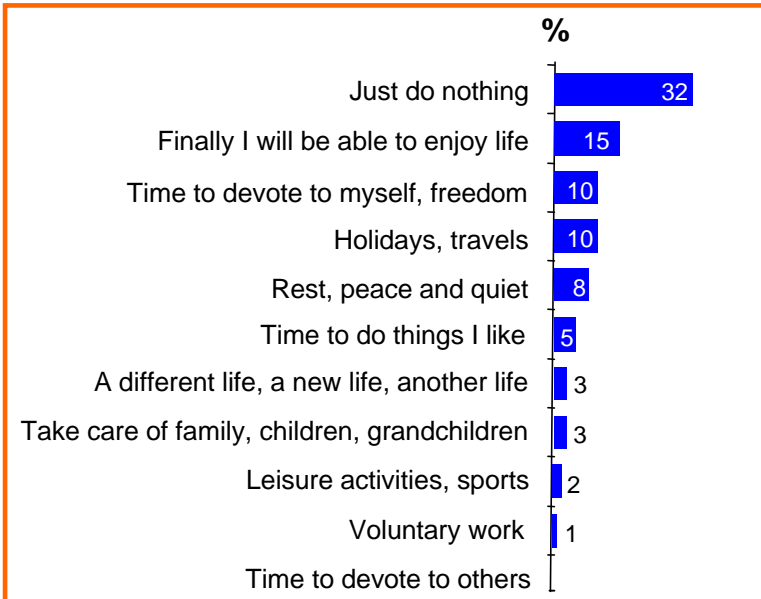 %
Just do nothing 32
Finally I will be able to enjoy life 15
Time to devote to myself, freedom 10
Holidays, travels 10
Rest, peace and quiet 8
Time to do things I like 5
A different life, a new life, another life 3
Take care of family, children, grandchildren 3
Leisure activities, sports 2
Voluntary work 1
Time to devote to others